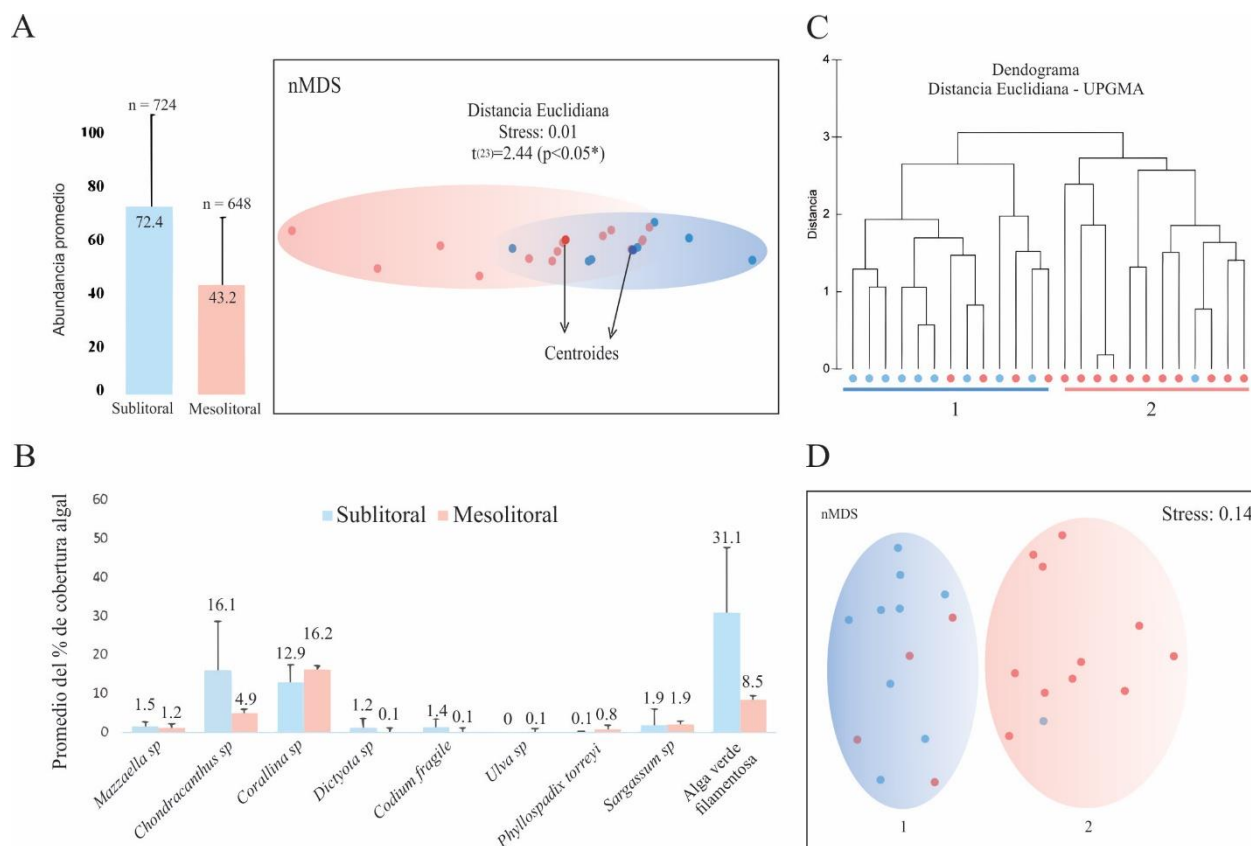 A
Abundancia promedio
100
80
60
40
20
0
n = 724
72.4
n = 648
43.2
Sublitoral
Mesolitoral
nMDS
Distancia Euclidiana
Stress: 0.01
t(23)=2.44 (p<0.05*)
Centroides
C
Dendograma
Distancia Euclidiana - UPGMA
Distancia
4
3
2
1
0
1
2
B
Promedio del % de cobertura algal
60
50
40
30
20
10
0
Sublitoral
Mesolitoral
1.5
1.2
16.1
4.9
12.9
16.2
1.2
0.1
1.4
0.1
0
0.1
0.1
0.8
1.9
1.9
31.1
8.5
Mazzaella sp
Chondracanthus sp
Corallina sp
Dictyota sp
Codium fragile
Ulva sp
Phyllospadix torreyi
Sargassum sp
Alga verde
filamentosa
D
nMDS
Stress: 0.14
1
2